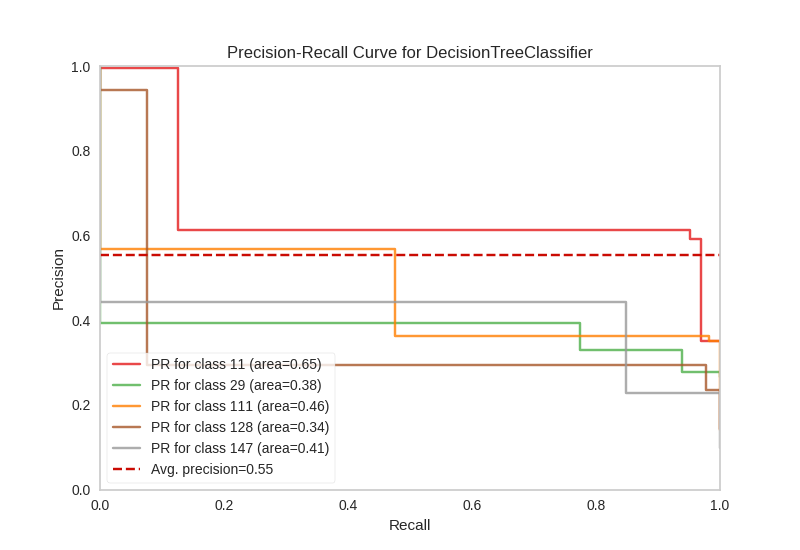 Precision-Recall Curve for DecisionTreeClassifier
1.0
0.8
0.6
0.4
0.2
0.0
Precision
PR for class 11 (area=0.65)
PR for class 29 (area=0.38)
PR for class 111 (area=0.46)
PR for class 128 (area=0.34)
PR for class 147 (area=0.41)
Avg. precision=0.55
0.0 0.2 0.4 0.6 0.8 1.0
Recall